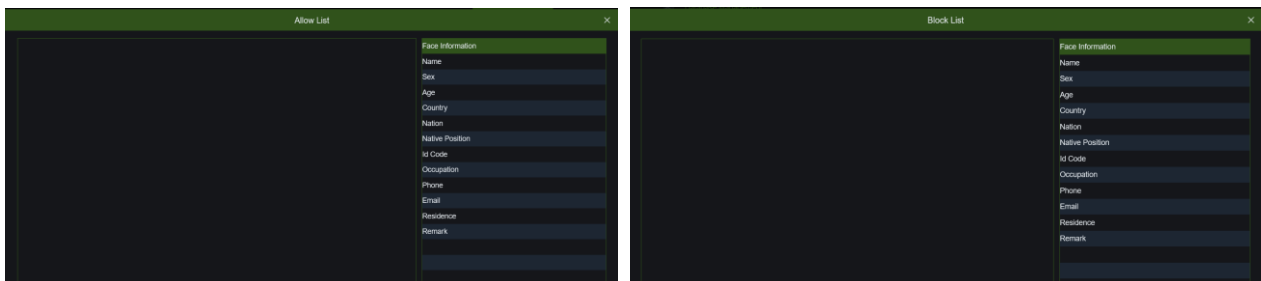 Allow List
Face Information
Name
Sex
Age
Country
Nation
Native Position
Id Code
Occupation
Phone
Email
Residence
Remark
Block List
Face Information
Name
Sex
Age
Country
Nation
Native Position
Id Code
Occupation
Phone
Email
Residence
Remark